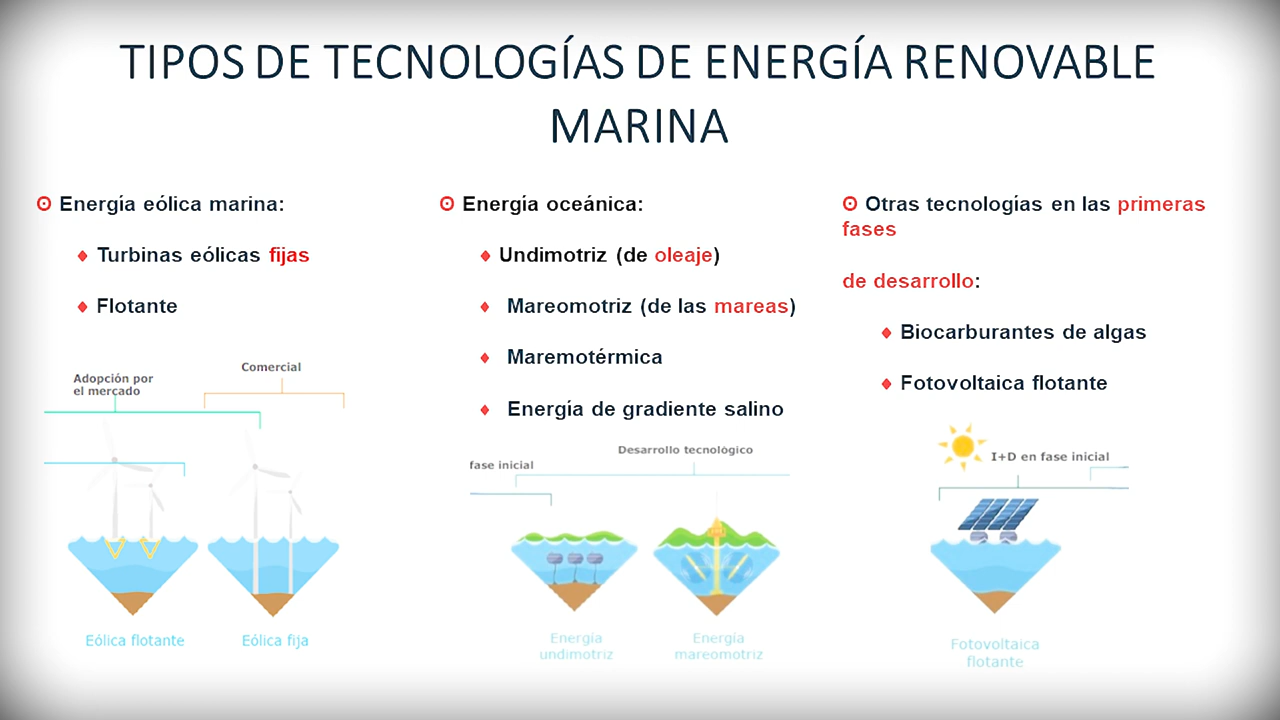 TIPOS DE TECNOLOGÍAS DE ENERGÍA RENOVABLE
MARINA
Energía eólica marina:
Turbinas eólicas fijas
Flotante
Adopción por
el mercado
Comercial
Eólica flotante
Eólica fija
Energía oceánica:
Undimotriz (de oleaje)
Mareomotriz (de las mareas)
Maremotérmica
Energía de gradiente salino
Desarrollo tecnológico
fase inicial
Energía
undimotriz
Energía
mareomotriz
Otras tecnologías en las primeras
fases
de desarrollo:
Biocarburantes de algas
Fotovoltaica flotante
I+D en fase inicial
Fotovoltaica
flotante